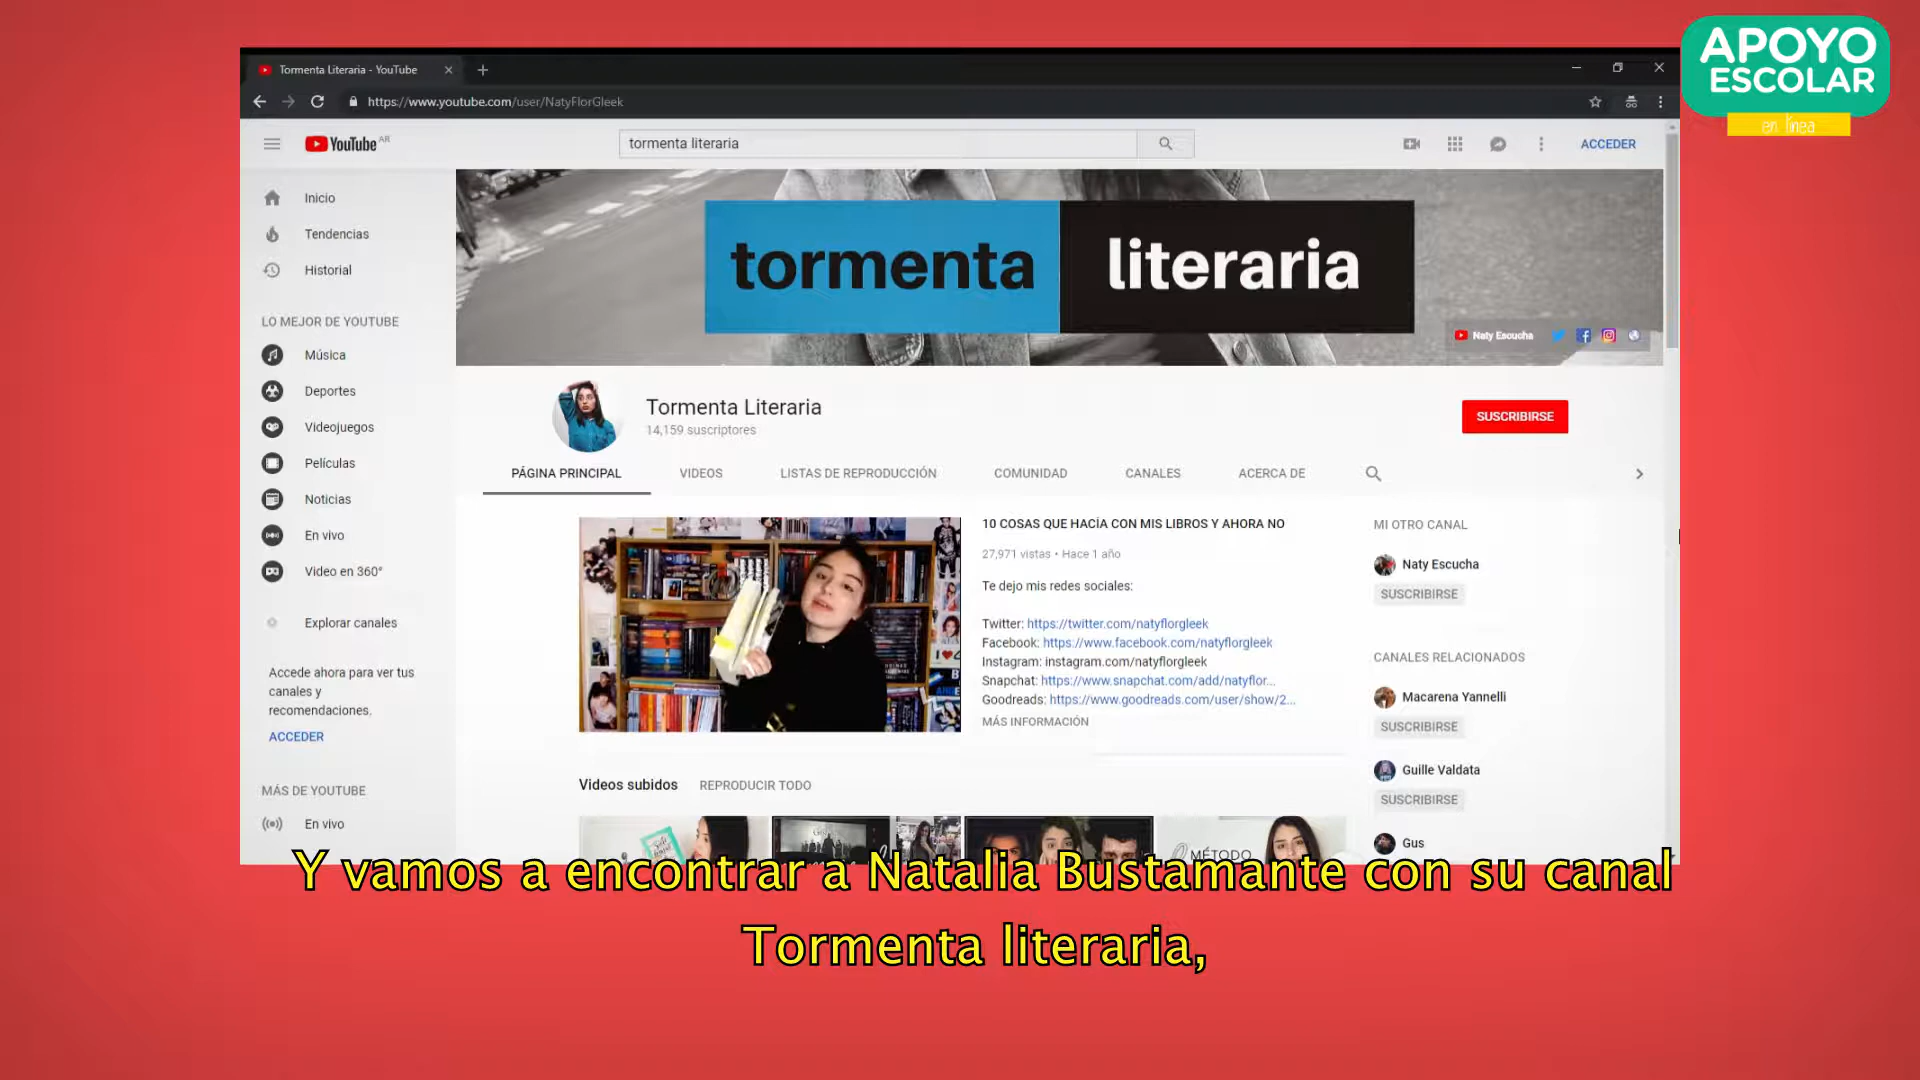 APOYO
ESCOLAR
en línea
Tormenta Literaria - YouTube
https://www.youtube.com/user/NatyFlorGleek
YouTube AR
tormenta literaria
ACCEDER
Inicio
Tendencias
Historial
LO MEJOR DE YOUTUBE
Música
Deportes
Videojuegos
Películas
Noticias
En vivo
Video en 360°
Explorar canales
Accede ahora para ver tus
canales y
recomendaciones.
ACCEDER
MÁS DE YOUTUBE
En vivo
tormenta literaria
Naty Escucha
Tormenta Literaria
14,159 suscriptores
SUSCRIBIRSE
PÁGINA PRINCIPAL VIDEOS LISTAS DE REPRODUCCIÓN COMUNIDAD CANALES ACERCA DE
10 COSAS QUE HACÍA CON MIS LIBROS Y AHORA NO
27,971 vistas • Hace 1 año
Te dejo mis redes sociales:
Twitter: https://twitter.com/natyflorgleek
Facebook: https://www.facebook.com/natyflorgleek
Instagram: instagram.com/natyflorgleek
Snapchat: https://www.snapchat.com/add/natyflor...
Goodreads: https://www.goodreads.com/user/show/2...
MÁS INFORMACIÓN
MI OTRO CANAL
Naty Escucha
SUSCRIBIRSE
CANALES RELACIONADOS
Macarena Yannelli
SUSCRIBIRSE
Guille Valdata
SUSCRIBIRSE
Gus
Videos subidos REPRODUCIR TODO
MÉTODO
Y vamos a encontrar a Natalia Bustamante con su canal
Tormenta literaria,